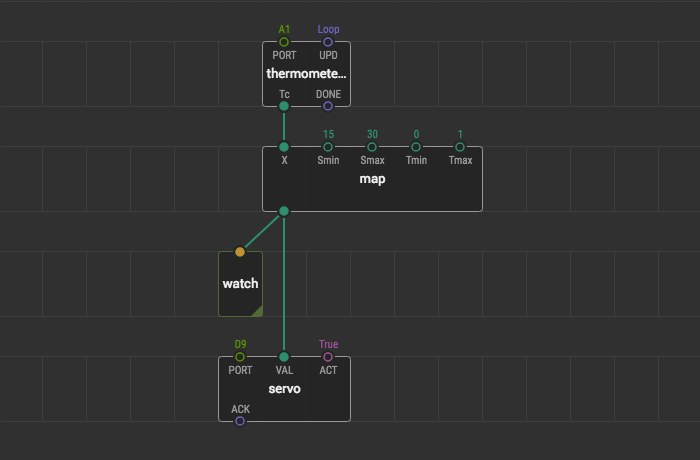 A1 Loop
PORT UPD
thermomete...
Tc DONE
15 30 0 1
X Smin Smax Tmin Tmax
map
watch
D9 True
PORT VAL ACT
servo
ACK